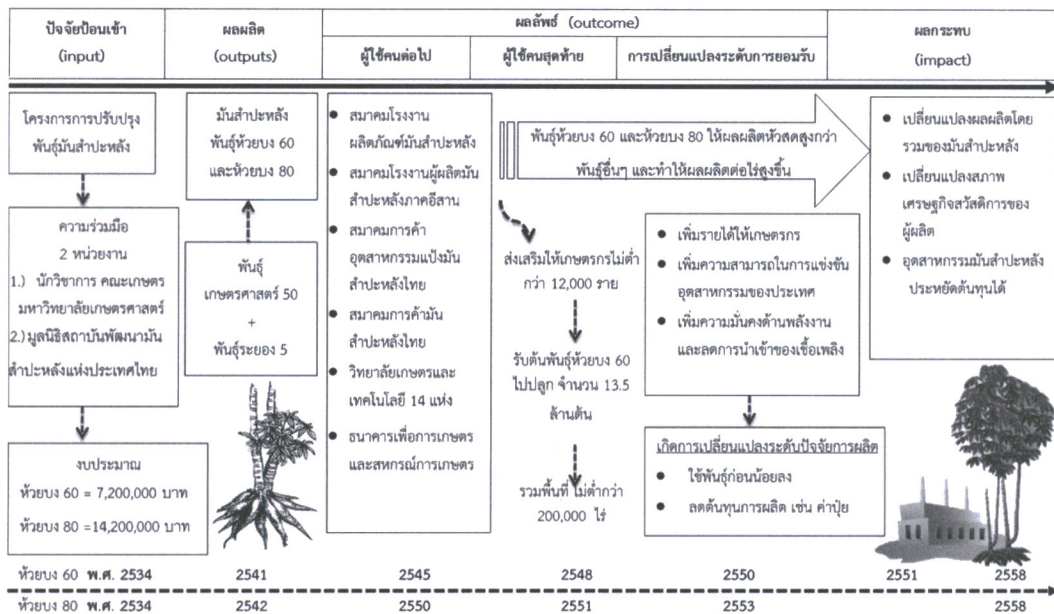 ปัจจัยป้อนเข้า
(input)
ผลผลิต
(outputs)
ผลลัพธ์ (outcome)
ผู้ใช้คนต่อไป
ผู้ใช้คนสุดท้าย
การเปลี่ยนแปลงระดับการยอมรับ
ผลกระทบ
(impact)
โครงการการปรับปรุง
พันธุ์มันสำปะหลัง
ความร่วมมือ
2 หน่วยงาน
1.) นักวิชาการ คณะเกษตร
มหาวิทยาลัยเกษตรศาสตร์
2.)มูลนิธิสถาบันพัฒนามัน
สำปะหลังแห่งประเทศไทย
งบประมาณ
ห้วยบง 60 = 7,200,000 บาท
ห้วยบง 80 =14,200,000 บาท
มันสำปะหลัง
พันธุ์ห้วยบง 60
และห้วยบง 80
พันธุ์
เกษตรศาสตร์ 50
+
พันธุ์ระยอง 5
● สมาคมโรงงาน
ผลิตภัณฑ์มันสำปะหลัง
● สมาคมโรงงานผู้ผลิตมัน
สำปะหลังภาคอีสาน
● สมาคมการค้า
อุตสาหกรรมแป้งมัน
สำปะหลังไทย
● สมาคมการค้ามัน
สำปะหลังไทย
● วิทยาลัยเกษตรและ
เทคโนโลยี 14 แห่ง
● ธนาคารเพื่อการเกษตร
และสหกรณ์การเกษตร
พันธุ์ห้วยบง 60 และห้วยบง 80 ให้ผลผลิตหัวสดสูงกว่า
พันธุ์อื่นๆ และทำให้ผลผลิตต่อไร่สูงขึ้น
ส่งเสริมให้เกษตรกรไม่ต่ำ
กว่า 12,000 ราย
รับต้นพันธุ์ห้วยบง 60
ไปปลูก จำนวน 13.5
ล้านต้น
รวมพื้นที่ ไม่ต่ำกว่า
200,000 ไร่
● เพิ่มรายได้ให้เกษตรกร
● เพิ่มความสามารถในการแข่งขัน
อุตสาหกรรมของประเทศ
● เพิ่มความมั่นคงด้านพลังงาน
และลดการนำเข้าของเชื้อเพลิง
เกิดการเปลี่ยนแปลงระดับปัจจัยการผลิต
● ใช้พันธุ์ก่อนน้อยลง
● ลดต้นทุนการผลิต เช่น ค่าปุ๋ย
● เปลี่ยนแปลงผลผลิตโดย
รวมของมันสำปะหลัง
● เปลี่ยนแปลงสภาพ
เศรษฐกิจสวัสดิการของ
ผู้ผลิต
● อุตสาหกรรมมันสำปะหลัง
ประหยัดต้นทุนได้
ห้วยบง 60 พ.ศ. 2534 2541 2545 2548 2550 2551 2558
ห้วยบง 80 พ.ศ. 2534 2542 2550 2551 2553 2558